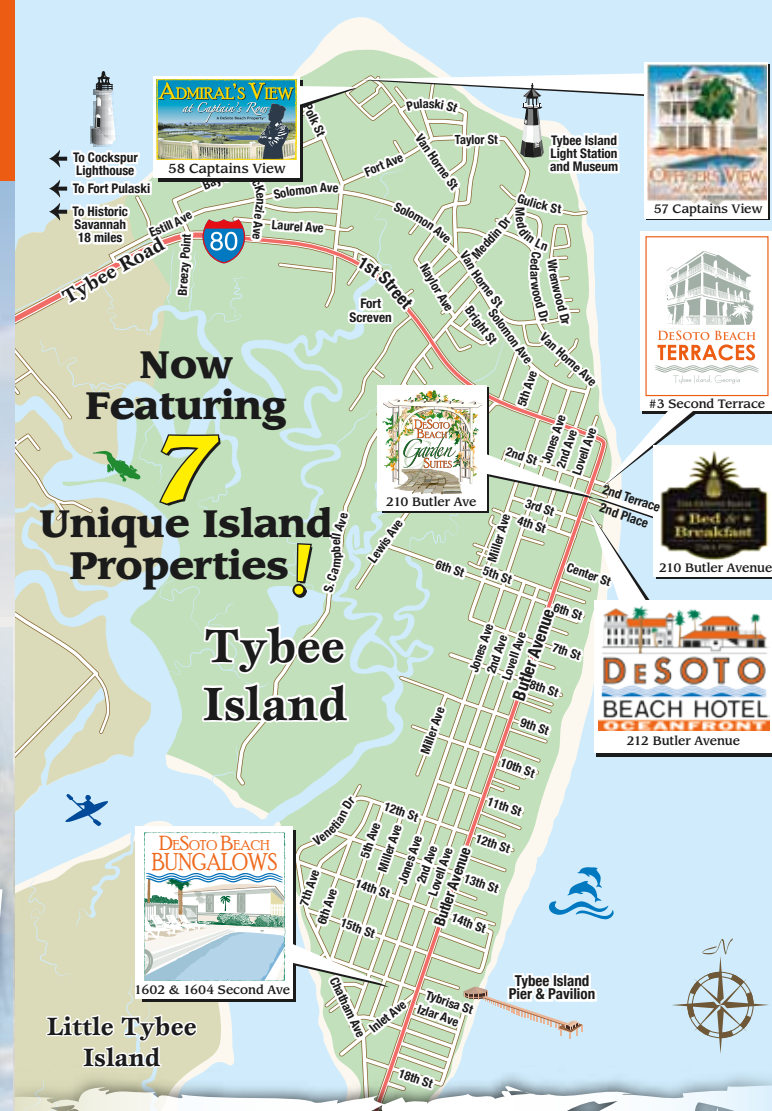 ADMIRAL'S VIEW
at Captain's Row
A DeSoto Beach Property
58 Captains View
To Cockspur
Lighthouse
To Fort Pulaski
To Historic
Savannah
18 miles
Polk St
Pulaski St
Van Horne St
Taylor St
Tybee Island
Light Station
and Museum
OFFICER'S VIEW
at Captain's Row
57 Captains View
Fort Ave
Solomon Ave
Estill Ave
Laurel Ave
80
Tybee Road
Breezy Point
1st Street
Fort
Screven
Solomon Ave
Gulick St
Meddin Dr
Meddin Ln
Cedarwood Dr
Wrenwood Dr
Naylor Ave
Van Horne St
Bright St
Solomon Ave
Van Horne Ave
5th Ave
DESOTO BEACH
TERRACES
Tybee Island, Georgia
#3 Second Terrace
Now
Featuring
7
Unique Island
Properties!
DESOTO
BEACH
Garden
SUITES
210 Butler Ave
2nd St
Jones Ave
2nd Ave
Lovell Ave
2nd Terrace
2nd Place
Bed &
Breakfast
210 Butler Avenue
3rd St
4th St
Miller Ave
S. Campbell Ave
Lewis Ave
6th St
5th St
Center St
6th St
7th St
8th St
9th St
10th St
11th St
12th St
13th St
14th St
Jones Ave
2nd Ave
Lovell Ave
Butler Avenue
Miller Ave
DESOTO
BEACH HOTEL
OCEANFRONT
212 Butler Avenue
Tybee
Island
Venetian Dr
12th St
5th Ave
Miller Ave
Jones Ave
2nd Ave
Lovell Ave
Butler Avenue
7th Ave
6th Ave
14th St
15th St
DESOTO BEACH
BUNGALOWS
1602 & 1604 Second Ave
Chatham Ave
Inlet Ave
Tybrisa St
Izlar Ave
18th St
Tybee Island
Pier & Pavilion
N
Little Tybee
Island